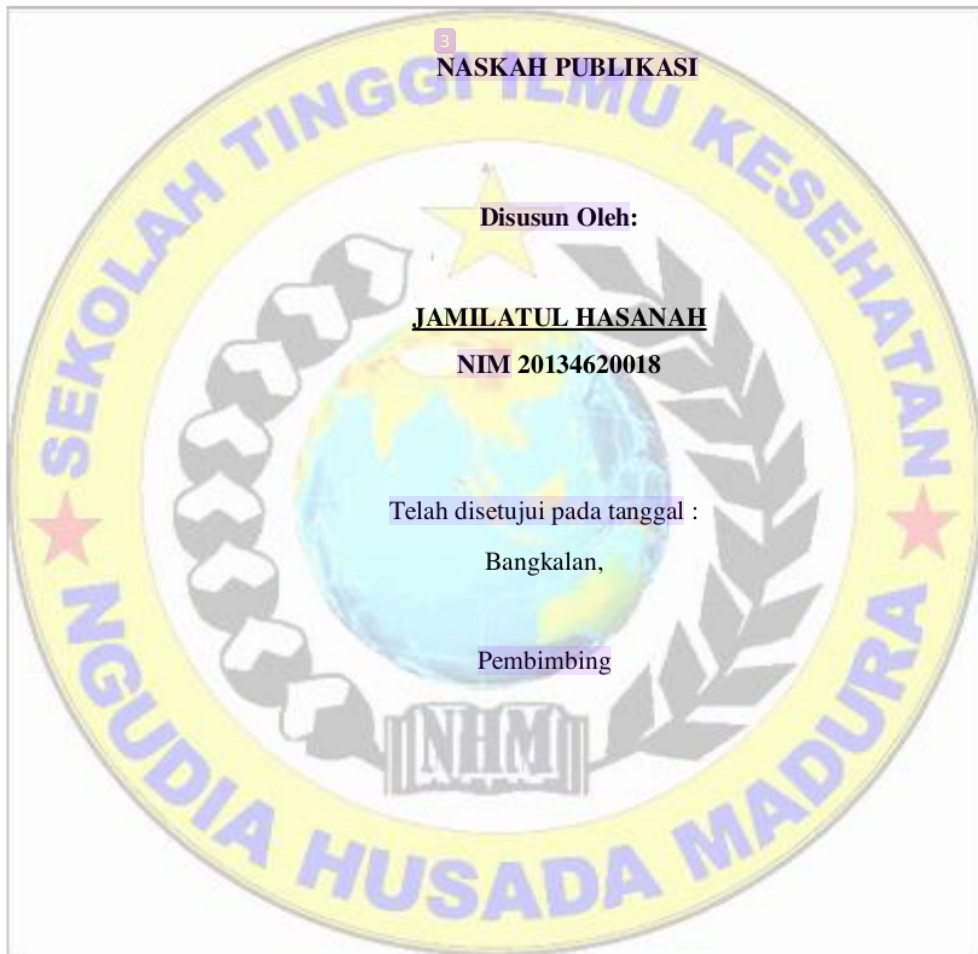 3
NASKAH PUBLIKASI
SEKOLAH TINGGI ILMU KESEHATAN
Disusun Oleh:
JAMILATUL HASANAH
NIM 20134620018
Telah disetujui pada tanggal :
Bangkalan,
Pembimbing
NHM
NGUDIA HUSADA MADURA